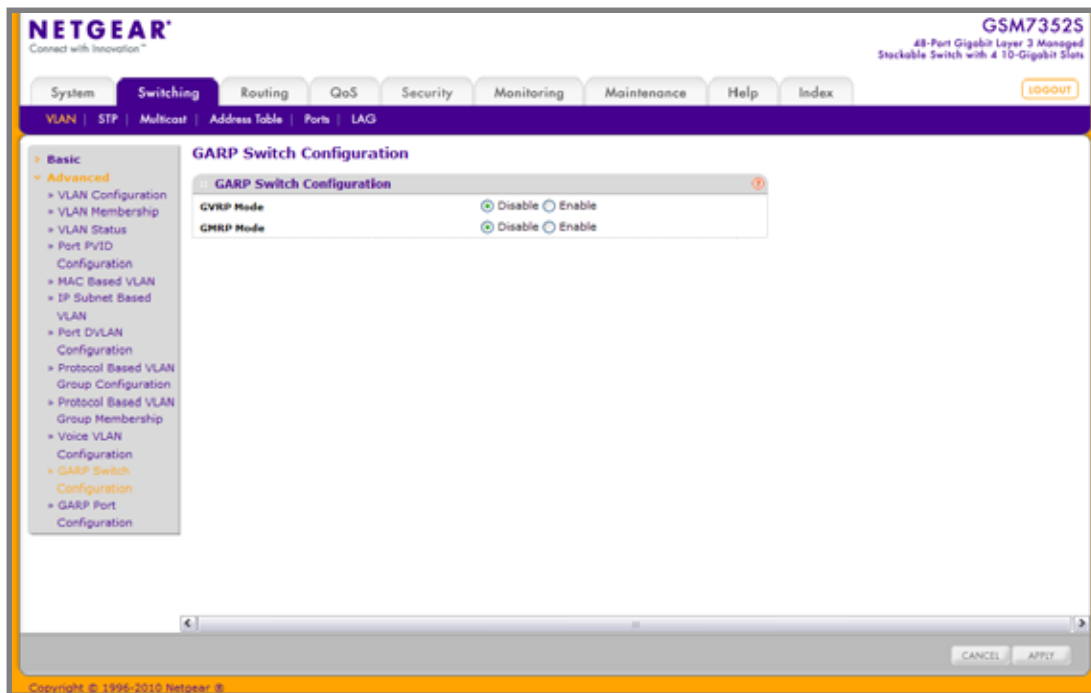 NETGEAR®
Connect with Innovation™
GSM7352S
48-Port Gigabit Layer 3 Managed
Stackable Switch with 4 10-Gigabit Slots
System
Switching
Routing
QoS
Security
Monitoring
Maintenance
Help
Index
LOGOUT
VLAN | STP | Multicast | Address Table | Ports | LAG
Basic
Advanced
» VLAN Configuration
» VLAN Membership
» VLAN Status
» Port PVID
Configuration
» MAC Based VLAN
» IP Subnet Based
VLAN
» Port DVLAN
Configuration
» Protocol Based VLAN
Group Configuration
» Protocol Based VLAN
Group Membership
» Voice VLAN
Configuration
» GARP Switch
Configuration
» GARP Port
Configuration
GARP Switch Configuration
GARP Switch Configuration
GVRP Mode Disable Enable
GMRP Mode Disable Enable
CANCEL
APPLY
Copyright © 1996-2010 Netgear ®